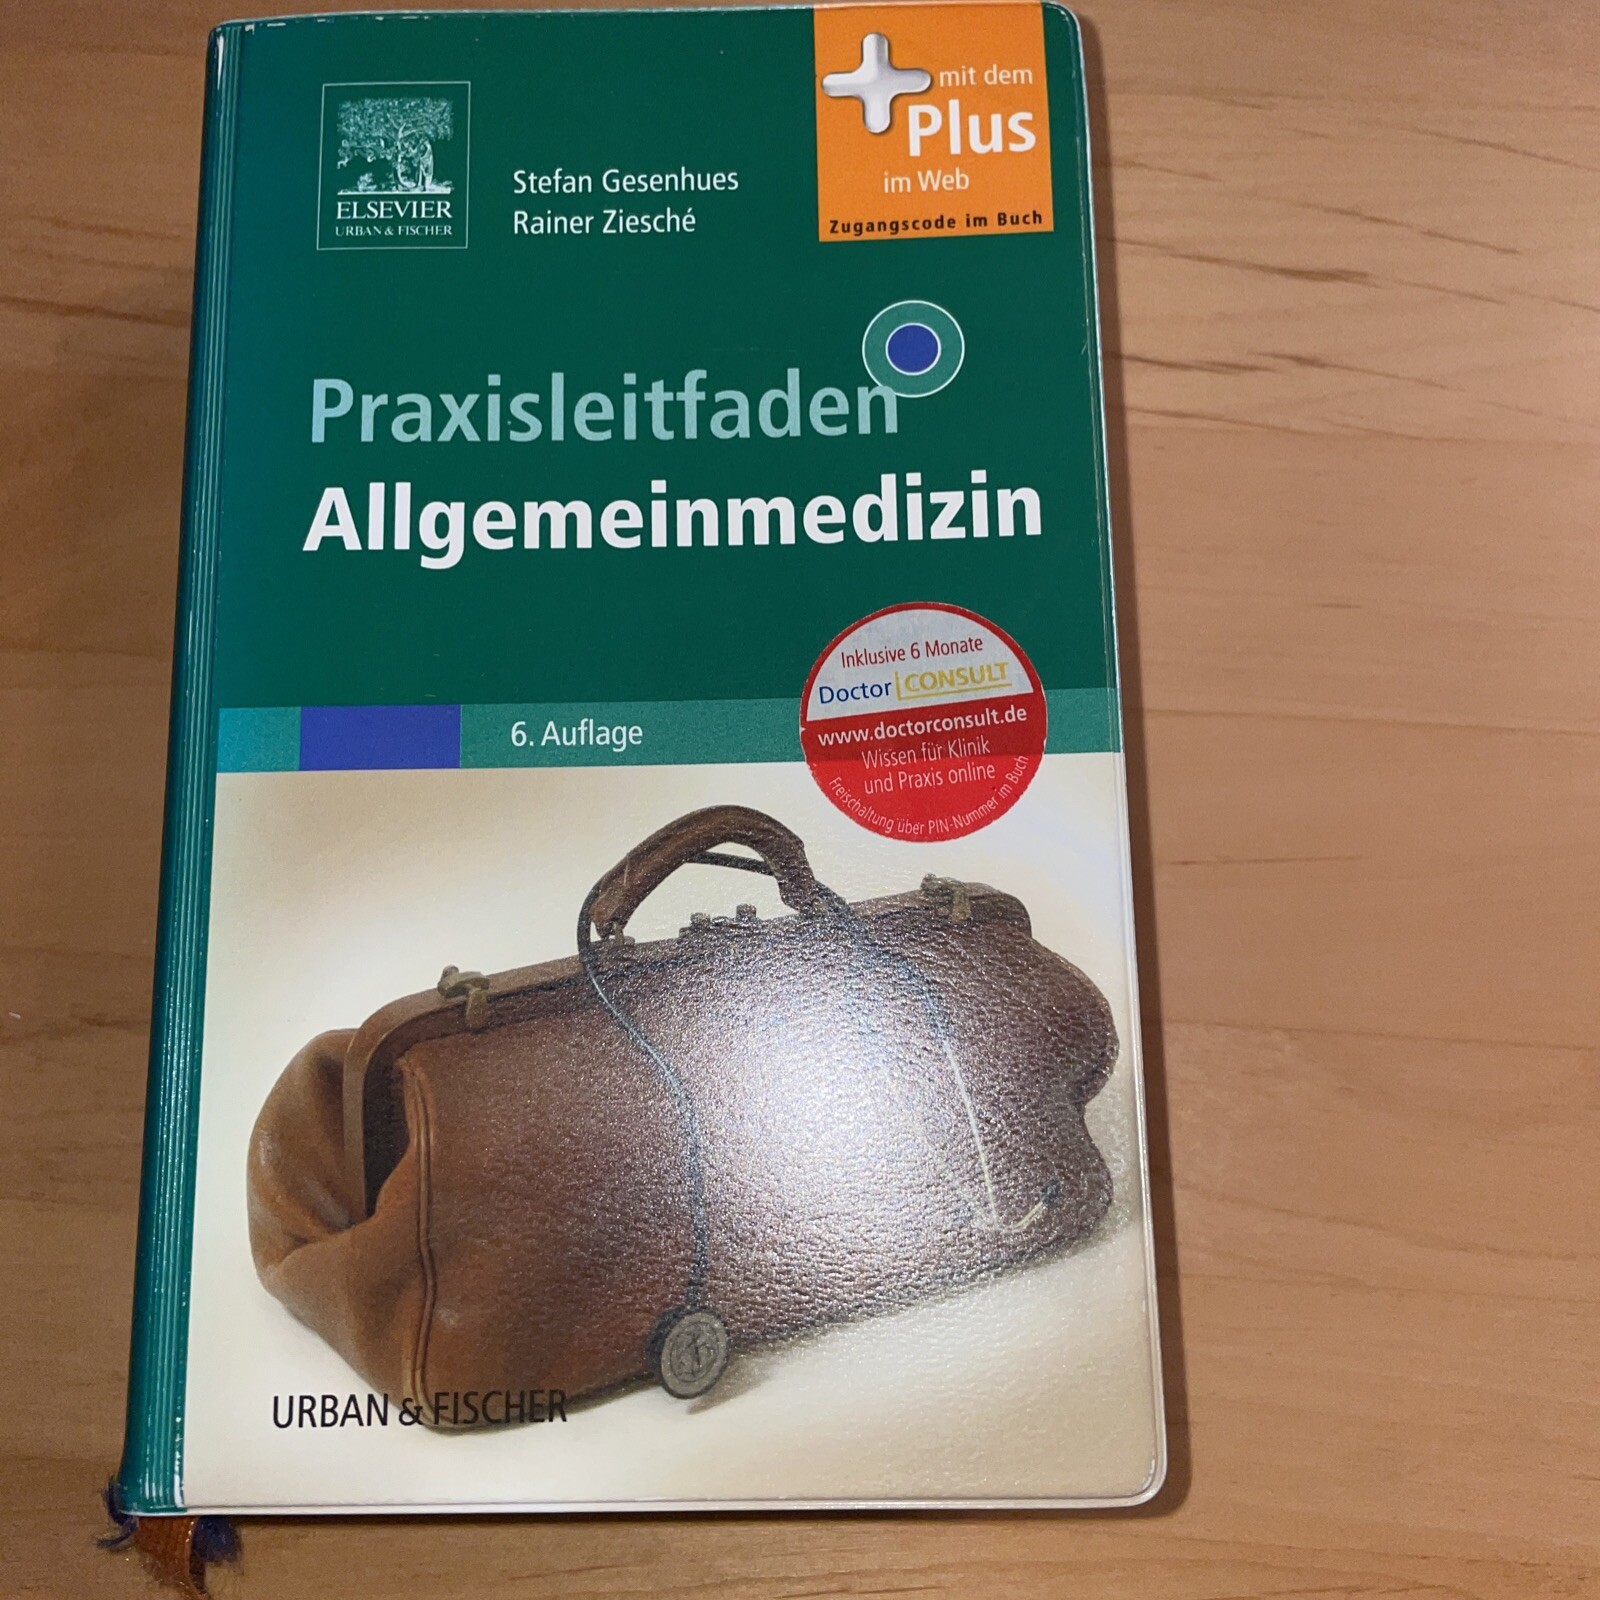 ELSEVIER
URBAN & FISCHER
Stefan Gesenhues
Rainer Ziesché
mit dem
Plus
im Web
Zugangscode im Buch
Praxisleitfaden
Allgemeinmedizin
6. Auflage
Inklusive 6 Monate
Doctor CONSULT
www.doctorconsult.de
Wissen für Klinik
und Praxis online
Freischaltung über PIN-Nummer im Buch
URBAN & FISCHER